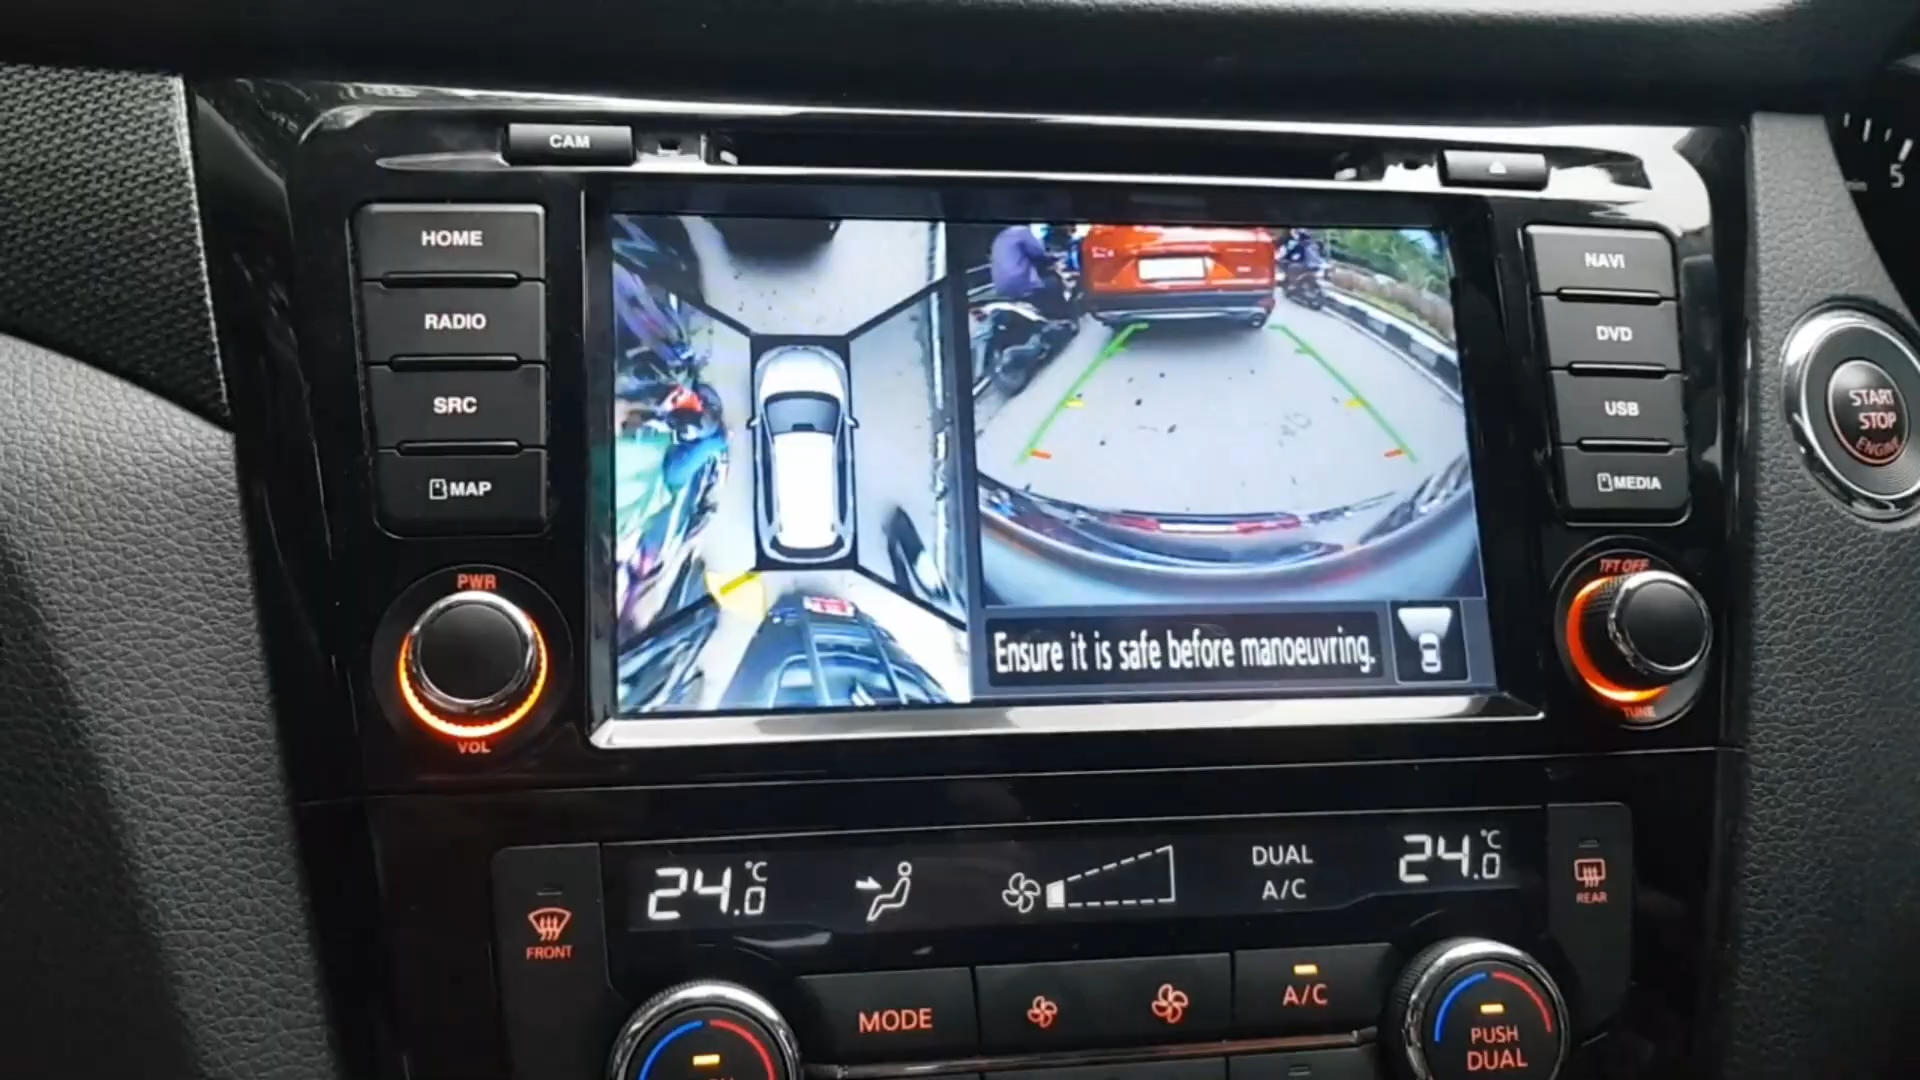 CAM
HOME
RADIO
SRC
MAP
PWR
VOL
NAVI
DVD
USB
MEDIA
TFT OFF
TUNE
5
START
STOP
ENGINE
Ensure it is safe before manoeuvring.
24.0 °C
DUAL
A/C
24.0 °C
FRONT
REAR
MODE
A/C
PUSH
DUAL